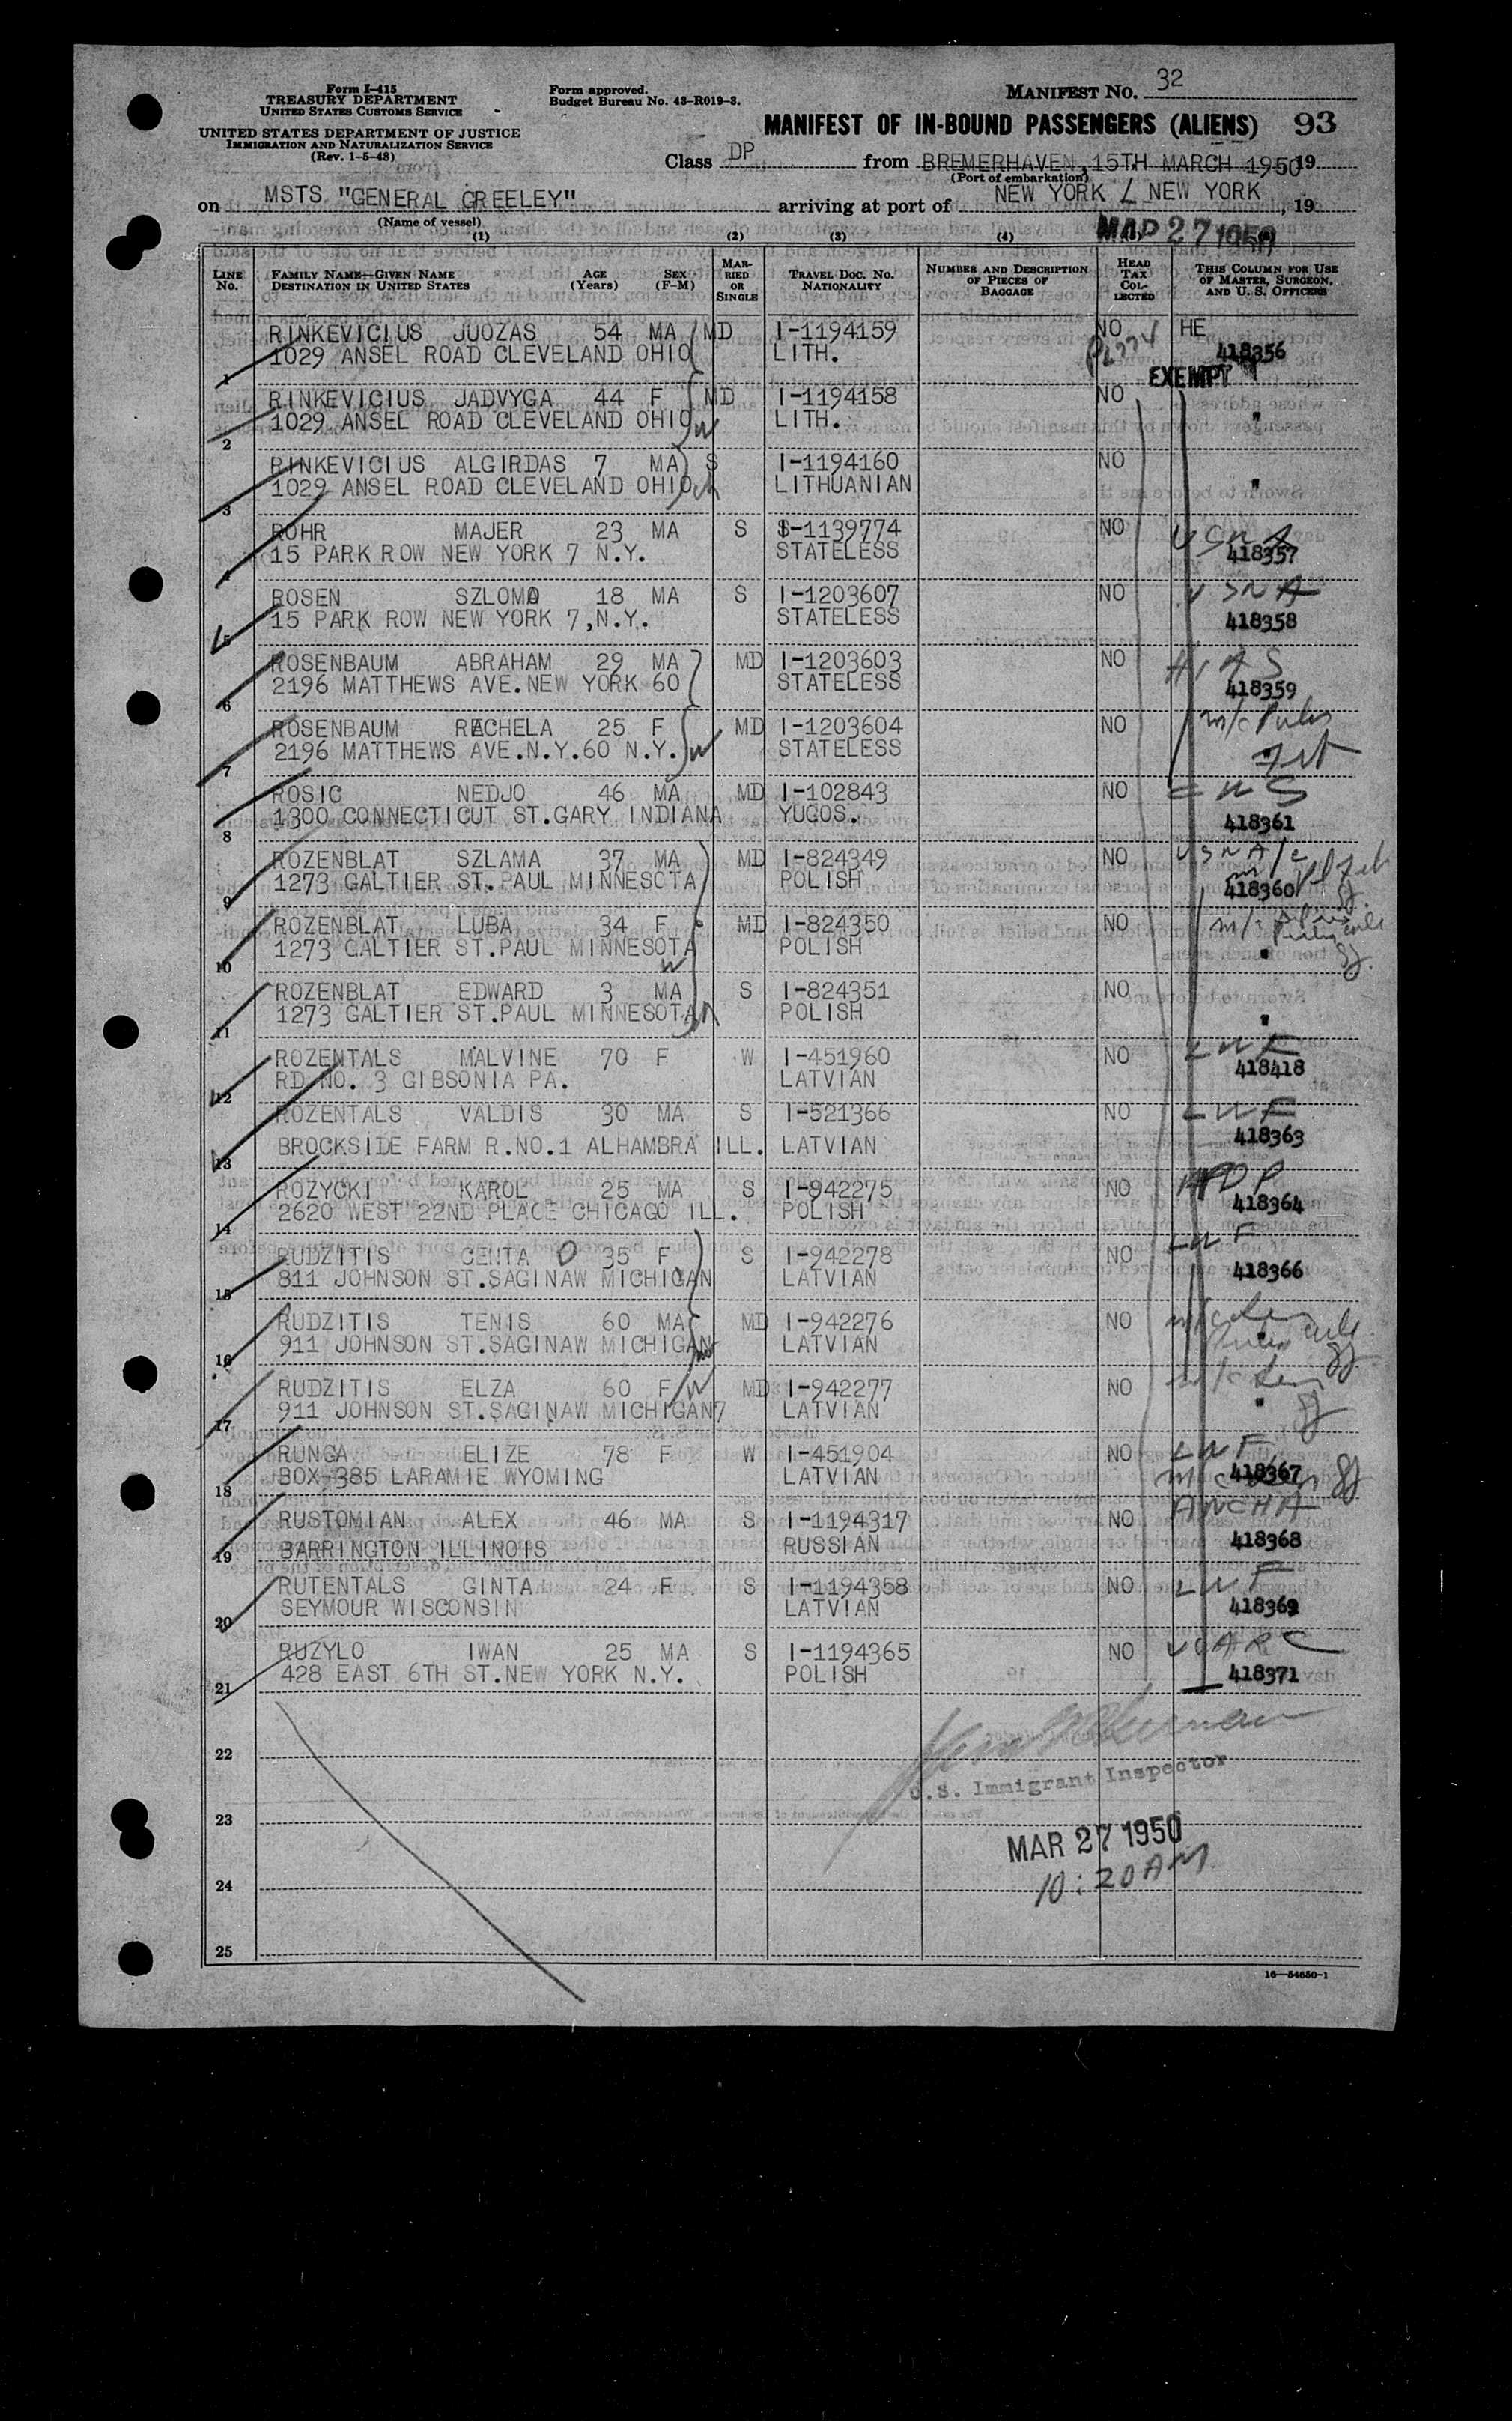 Form I-415
TREASURY DEPARTMENT
UNITED STATES CUSTOMS SERVICE
UNITED STATES DEPARTMENT OF JUSTICE
IMMIGRATION AND NATURALIZATION SERVICE
(Rev. 1-5-48)
Form approved.
Budget Bureau No. 43-R019-3.
MANIFEST NO. 32
MANIFEST OF IN-BOUND PASSENGERS (ALIENS) 93
Class DP from BREMERHAVEN, 15TH MARCH 1950 19
(Port of embarkation)
on MSTS "GENERAL GREELEY" arriving at port of NEW YORK / NEW YORK, 19
(Name of vessel)
MAR 27 1950
(1) (2) (3) (4)
LINE NO. FAMILY NAME—GIVEN NAME DESTINATION IN UNITED STATES AGE (Years) SEX (F-M) MARRIED OR SINGLE TRAVEL DOC. NO. NATIONALITY NUMBER AND DESCRIPTION OF PIECES OF BAGGAGE HEAD TAX COLLECTED THIS COLUMN FOR USE OF MASTER, SURGEON, AND U. S. OFFICERS
RINKEVICIUS JUOZAS 54 MA MD I-1194159 NO HE
1 1029 ANSEL ROAD CLEVELAND OHIO LITH. 418356
EXEMPT
RINKEVICIUS JADVYGA 44 F MD I-1194158 NO
2 1029 ANSEL ROAD CLEVELAND OHIO W LITH. "
RINKEVICIUS ALGIRDAS 7 MA S I-1194160 NO
3 1029 ANSEL ROAD CLEVELAND OHIO LITHUANIAN "
ROHR MAJER 23 MA S I-1139774 NO USNA
4 15 PARK ROW NEW YORK 7 N.Y. STATELESS 418357
ROSEN SZLOMO 18 MA S I-1203607 NO USNA
5 15 PARK ROW NEW YORK 7,N.Y. STATELESS 418358
ROSENBAUM ABRAHAM 29 MA MD I-1203603 NO HIAS
6 2196 MATTHEWS AVE.NEW YORK 60 STATELESS 418359
ROSENBAUM RACHELA 25 F MD I-1203604 NO
7 2196 MATTHEWS AVE.N.Y.60 N.Y. W STATELESS
ROSIC NEDJO 46 MA MD I-102843 NO CWS
8 1300 CONNECTICUT ST.GARY INDIANA YUGOS. 418361
ROZENBLAT SZLAMA 37 MA MD I-824349 NO USNA
9 1273 GALTIER ST.PAUL MINNESOTA POLISH 418360
ROZENBLAT LUBA 34 F MD I-824350 NO
10 1273 GALTIER ST.PAUL MINNESOTA W POLISH "
ROZENBLAT EDWARD 3 MA S I-824351 NO
11 1273 GALTIER ST.PAUL MINNESOTA POLISH "
ROZENTALS MALVINE 70 F W I-451960 NO LWF
12 RD NO. 3 GIBSONIA PA. LATVIAN 418418
ROZENTALS VALDIS 30 MA S I-521366 NO LWF
13 BROCKSIDE FARM R.NO.1 ALHAMBRA ILL. LATVIAN 418363
ROZYCKI KAROL 25 MA S I-942275 NO
14 2620 WEST 22ND PLACE CHICAGO ILL. POLISH 418364
RUDZITIS CENTA 35 F S I-942278 NO LWF
15 811 JOHNSON ST.SAGINAW MICHIGAN LATVIAN 418366
RUDZITIS TENIS 60 MA MD I-942276 NO
16 911 JOHNSON ST.SAGINAW MICHIGAN LATVIAN "
RUDZITIS ELZA 60 F W MD I-942277 NO
17 911 JOHNSON ST.SAGINAW MICHIGAN LATVIAN "
RUNGA ELIZE 78 F W I-451904 NO LWF
18 BOX-385 LARAMIE WYOMING LATVIAN 418367
RUSTOMIAN ALEX 46 MA S I-1194317 NO ANCHA
19 BARRINGTON ILLINOIS RUSSIAN 418368
RUTENTALS GINTA 24 F S I-1194358 NO LWF
20 SEYMOUR WISCONSIN LATVIAN 418369
RUZYLO IWAN 25 MA S I-1194365 NO
21 428 EAST 6TH ST.NEW YORK N.Y. POLISH 418371
22
U.S. Immigrant Inspector
23
MAR 27 1950
24
10:20 AM
25
16—54650-1